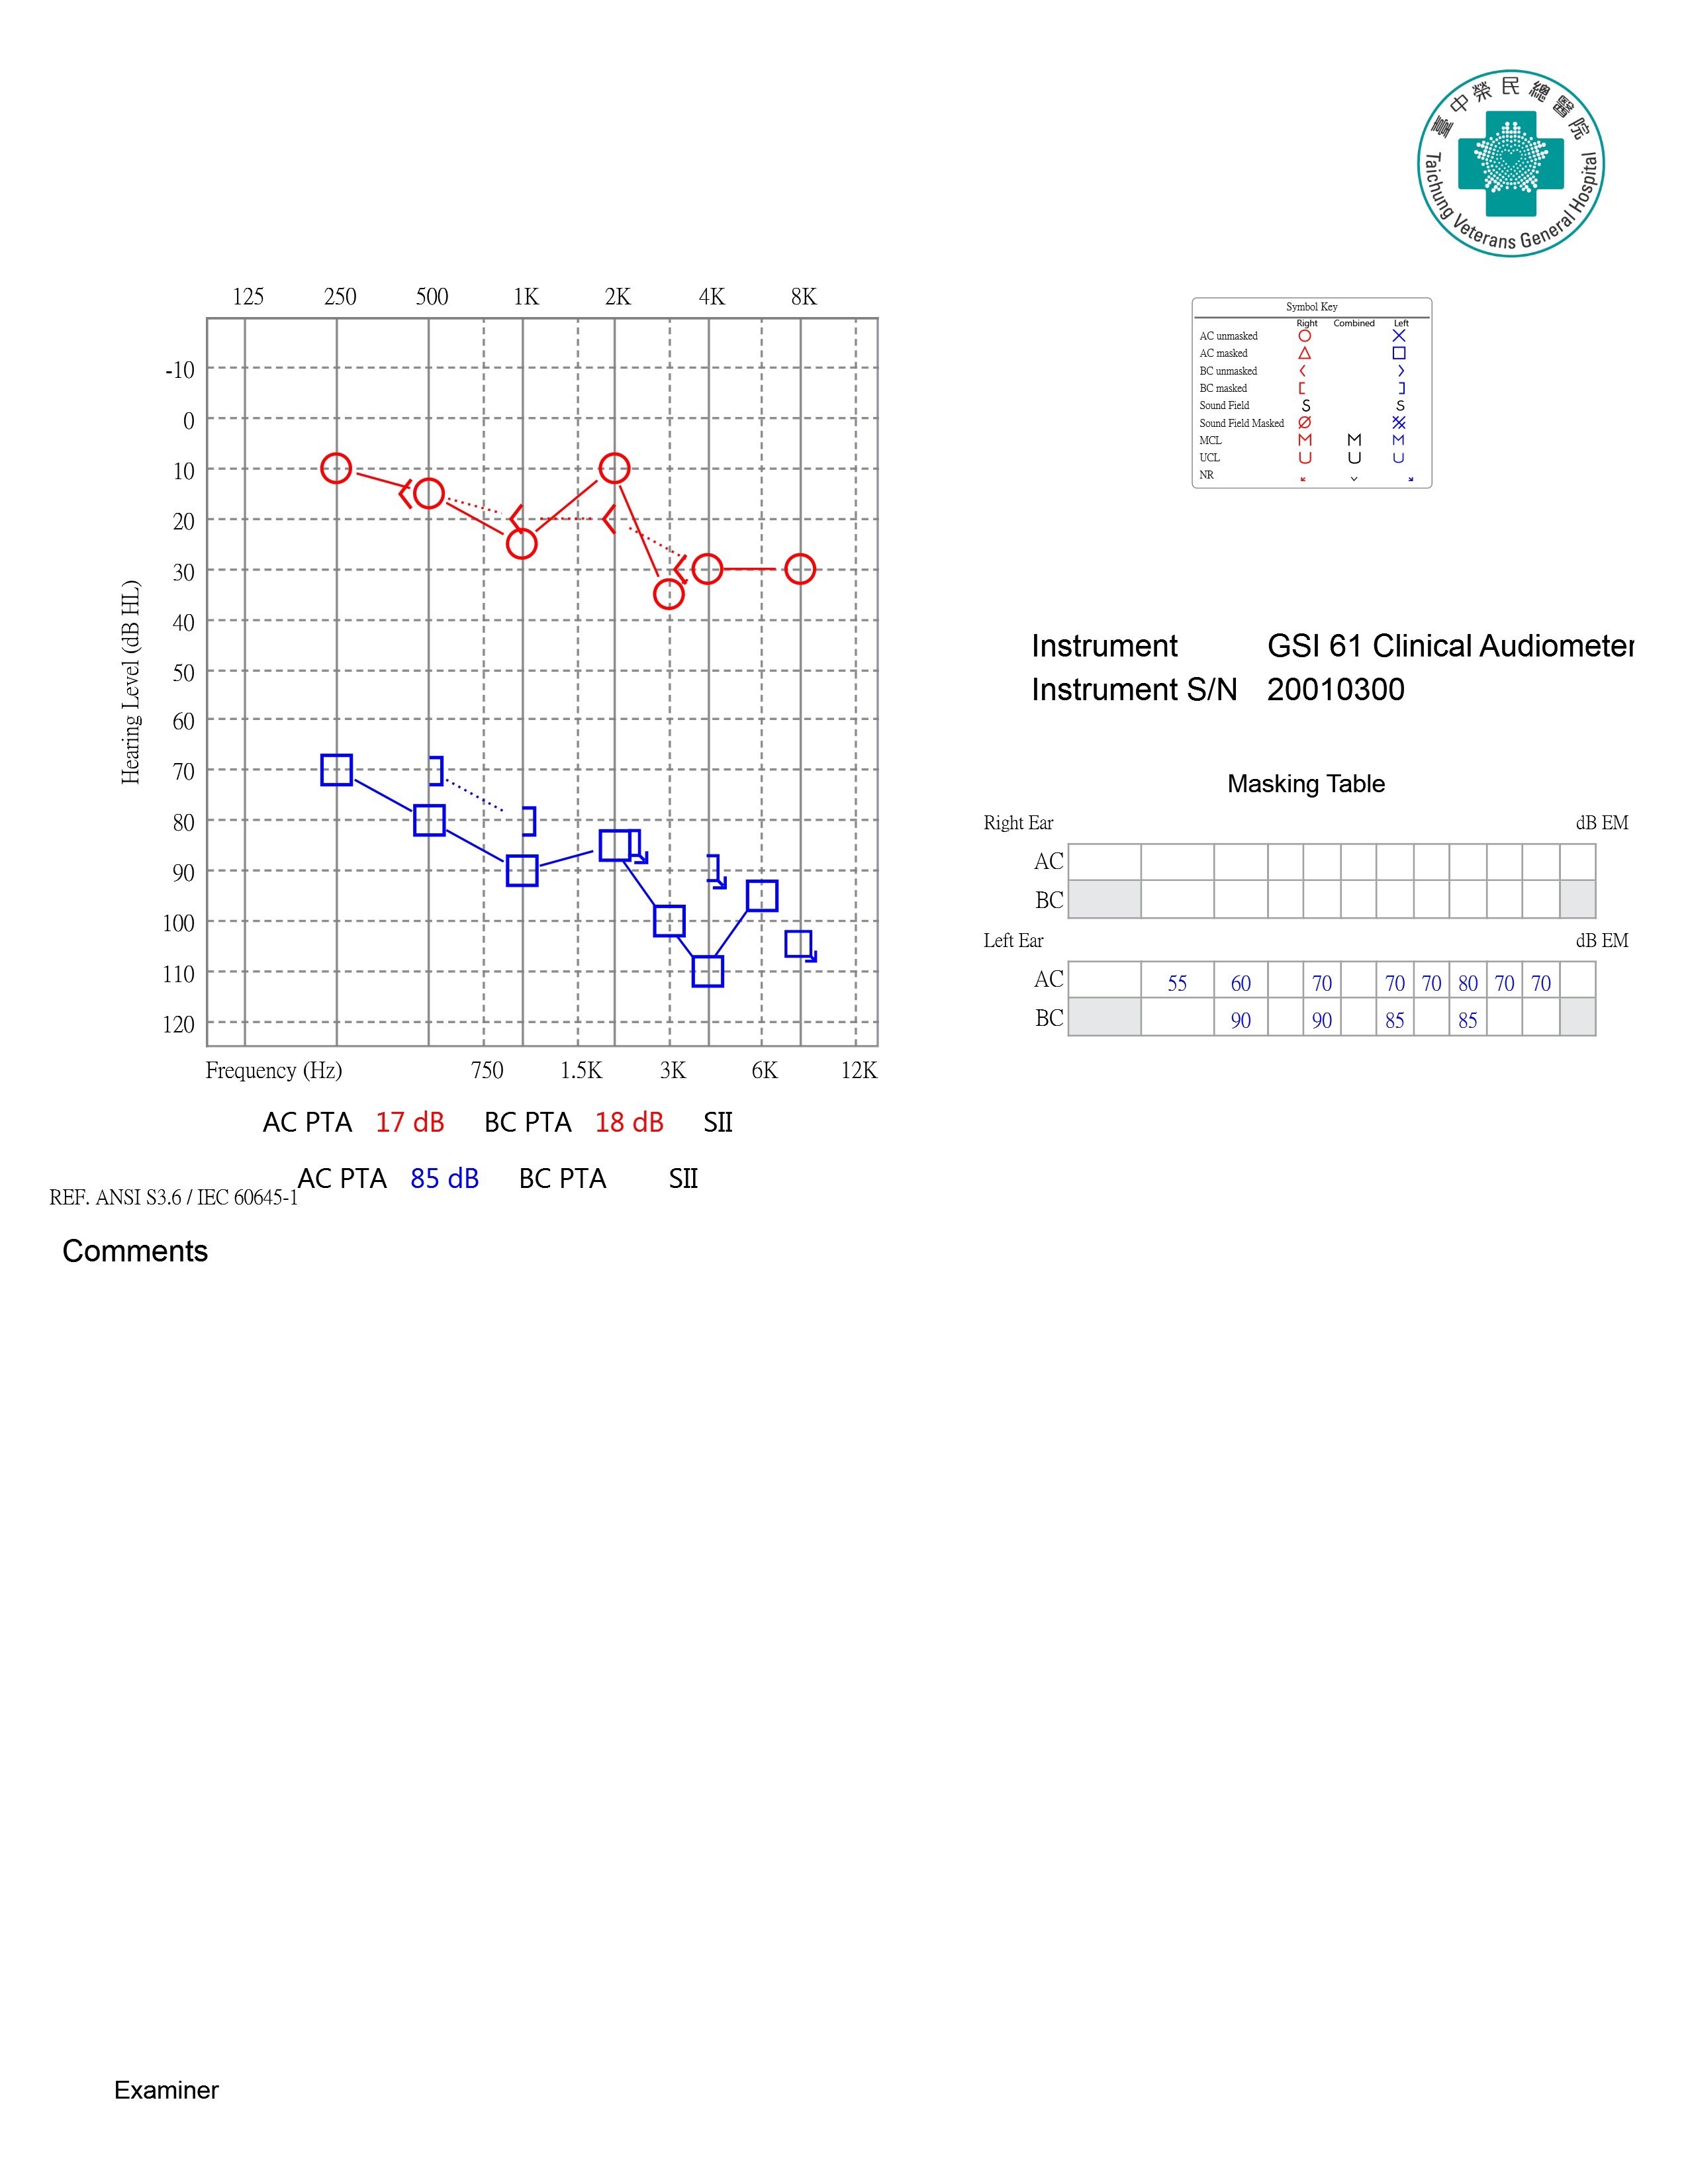 臺中榮民總醫院
Taichung Veterans General Hospital
125 250 500 1K 2K 4K 8K
Symbol Key
Right Combined Left
AC unmasked
AC masked
BC unmasked
BC masked
Sound Field S S
Sound Field Masked
MCL M M M
UCL U U U
NR
-10
0
10
20
30
40
50
60
70
80
90
100
110
120
Hearing Level (dB HL)
Frequency (Hz) 750 1.5K 3K 6K 12K
AC PTA 17 dB BC PTA 18 dB SII
AC PTA 85 dB BC PTA SII
REF. ANSI S3.6 / IEC 60645-1
Instrument GSI 61 Clinical Audiometer
Instrument S/N 20010300
Masking Table
Right Ear dB EM
AC
BC
Left Ear dB EM
AC 55 60 70 70 70 80 70 70
BC 90 90 85 85
Comments
Examiner